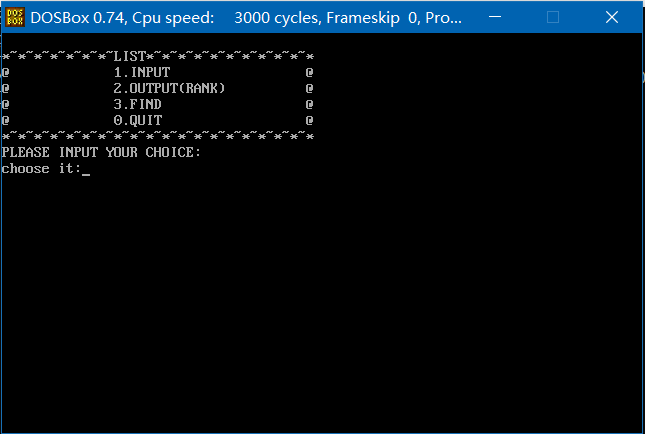 DOSBox 0.74, Cpu speed: 3000 cycles, Frameskip 0, Pro...
*~*~*~*~*~*~*~LIST*~*~*~*~*~*~*~*~*~*~*
@ 1.INPUT @
@ 2.OUTPUT(RANK) @
@ 3.FIND @
@ 0.QUIT @
*~*~*~*~*~*~*~*~*~*~*~*~*~*~*~*~*~*~*~*
PLEASE INPUT YOUR CHOICE:
choose it:_